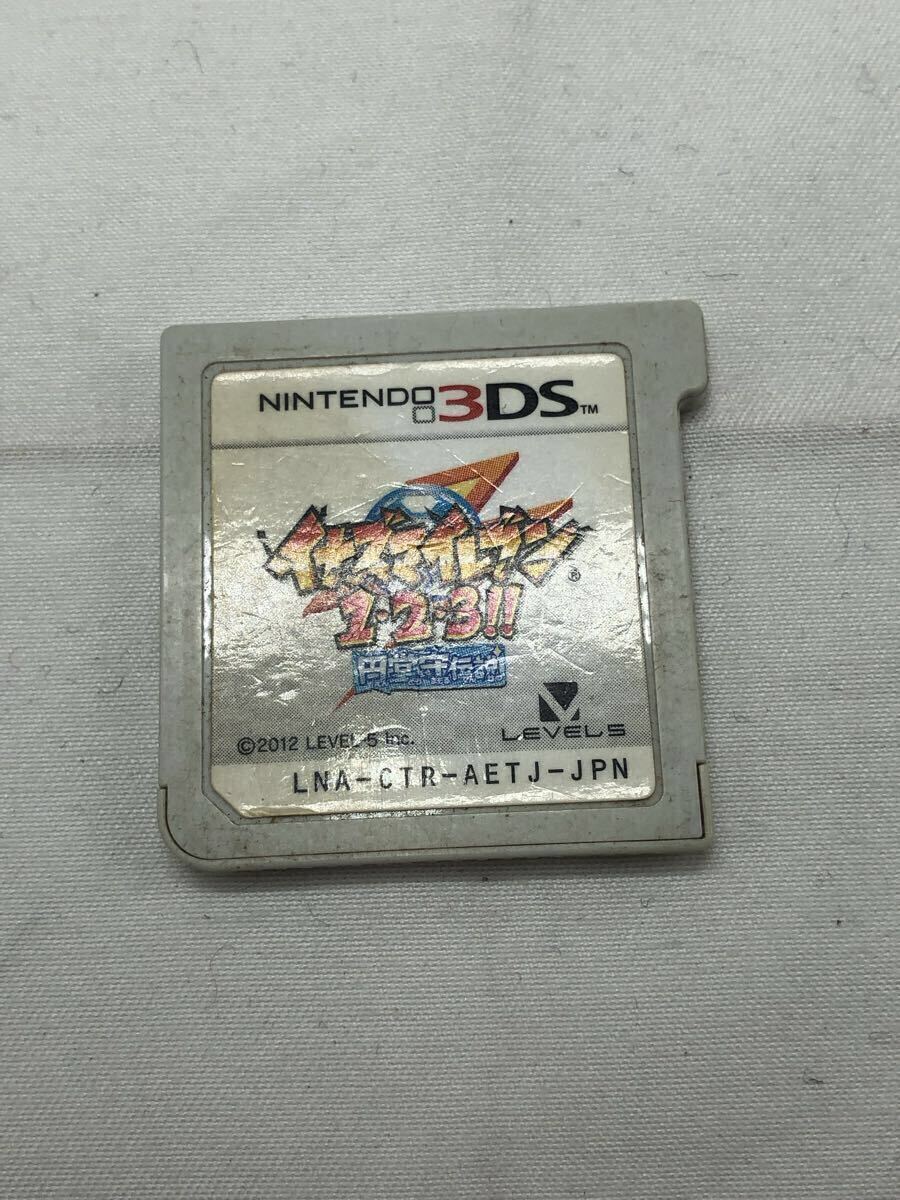 NINTENDO 3DS™
イナズマイレブン®
1・2・3!!
円堂守伝説
LEVEL5
©2012 LEVEL-5 Inc.
LNA-CTR-AETJ-JPN